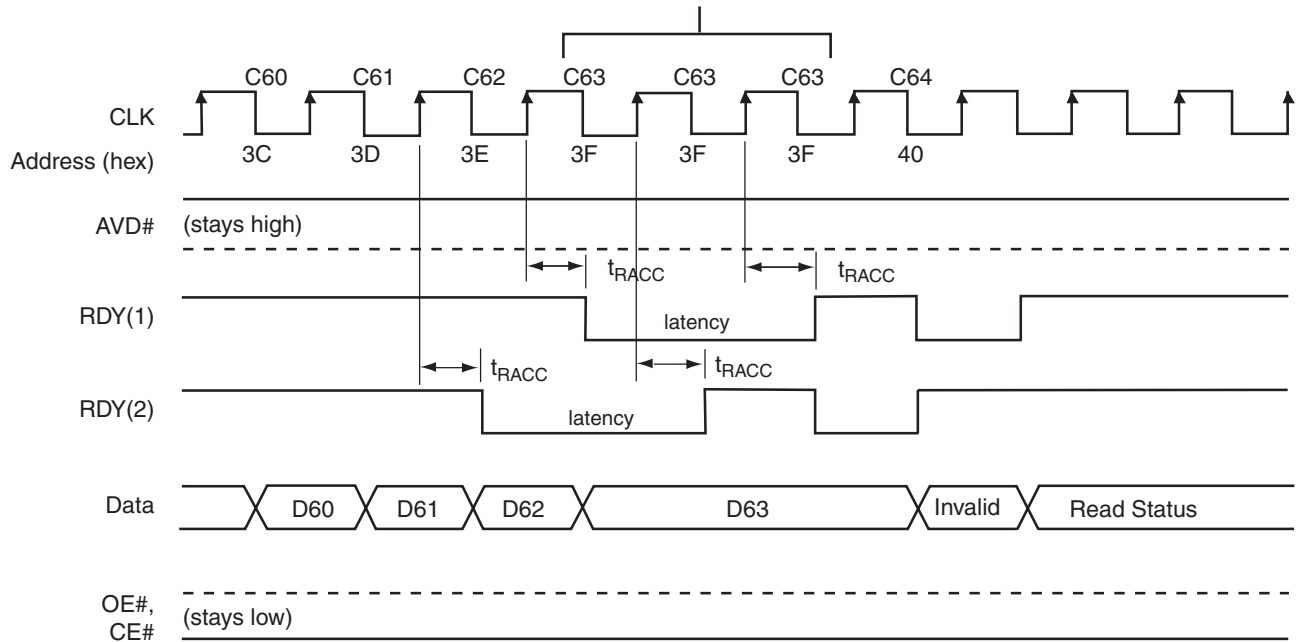 C60 C61 C62 C63 C63 C63 C64
CLK
Address (hex) 3C 3D 3E 3F 3F 3F 40
AVD# (stays high)
tRACC tRACC
RDY(1) latency
tRACC tRACC
RDY(2) latency
Data D60 D61 D62 D63 Invalid Read Status
OE#,
CE# (stays low)